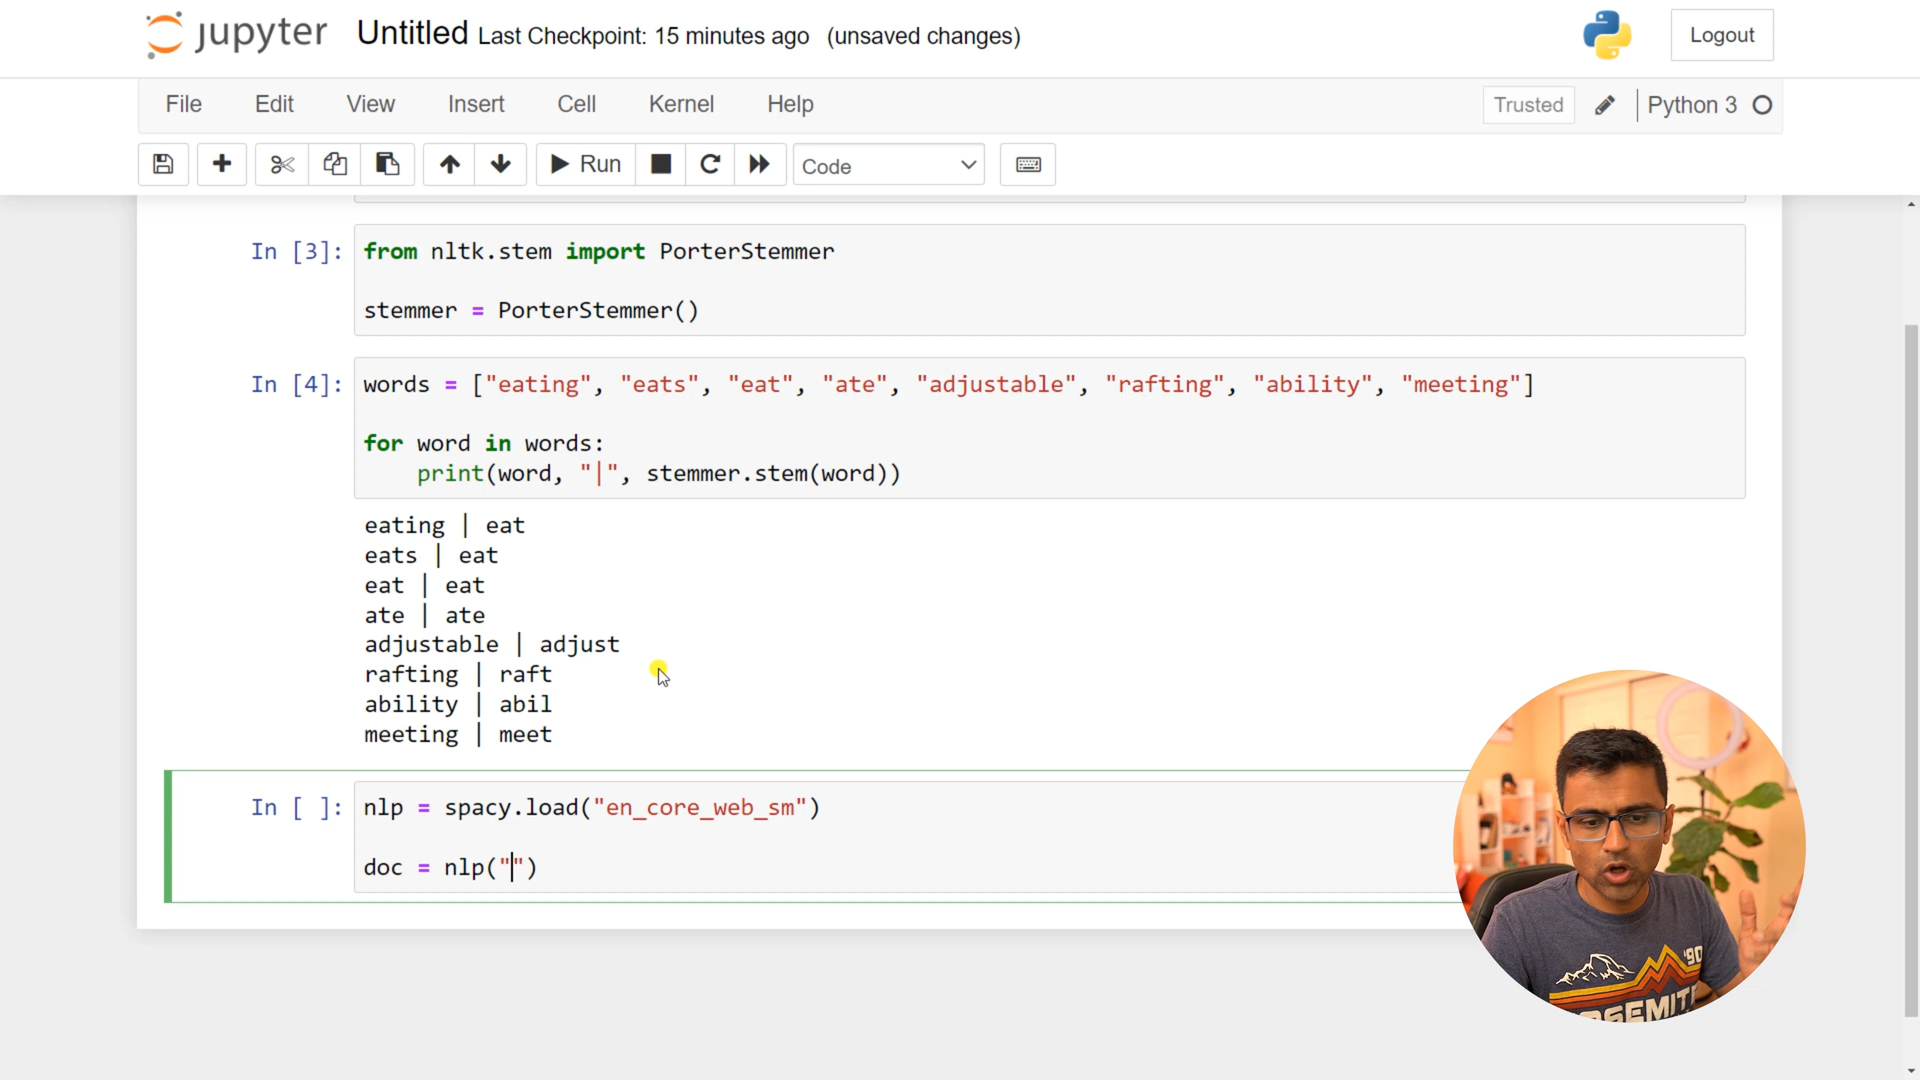 jupyter Untitled Last Checkpoint: 15 minutes ago (unsaved changes) Logout
File Edit View Insert Cell Kernel Help Trusted Python 3
Run Code
In [3]: from nltk.stem import PorterStemmer
stemmer = PorterStemmer()
In [4]: words = ["eating", "eats", "eat", "ate", "adjustable", "rafting", "ability", "meeting"]
for word in words:
print(word, "|", stemmer.stem(word))
eating | eat
eats | eat
eat | eat
ate | ate
adjustable | adjust
rafting | raft
ability | abil
meeting | meet
In [ ]: nlp = spacy.load("en_core_web_sm")
doc = nlp("")
'90